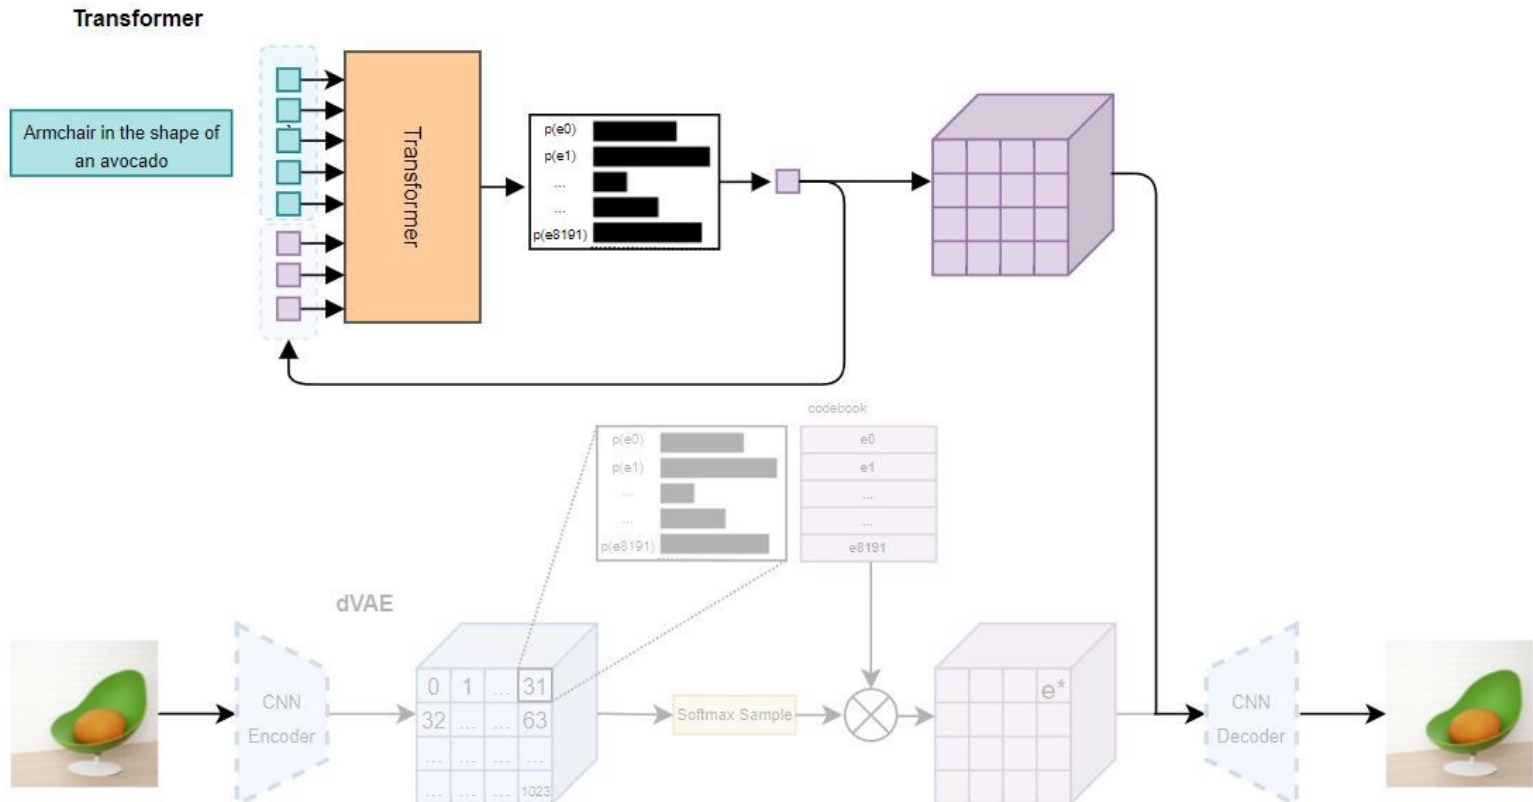 Transformer
Armchair in the shape of
an avocado
`
Transformer
p(e0)
p(e1)
...
...
p(e8191)
codebook
p(e0)
p(e1)
...
...
p(e8191)
e0
e1
...
...
e8191
dVAE
CNN
Encoder
0 1 ... 31
32 ... ... 63
... ... ... ...
... ... ... 1023
Softmax Sample
e*
CNN
Decoder